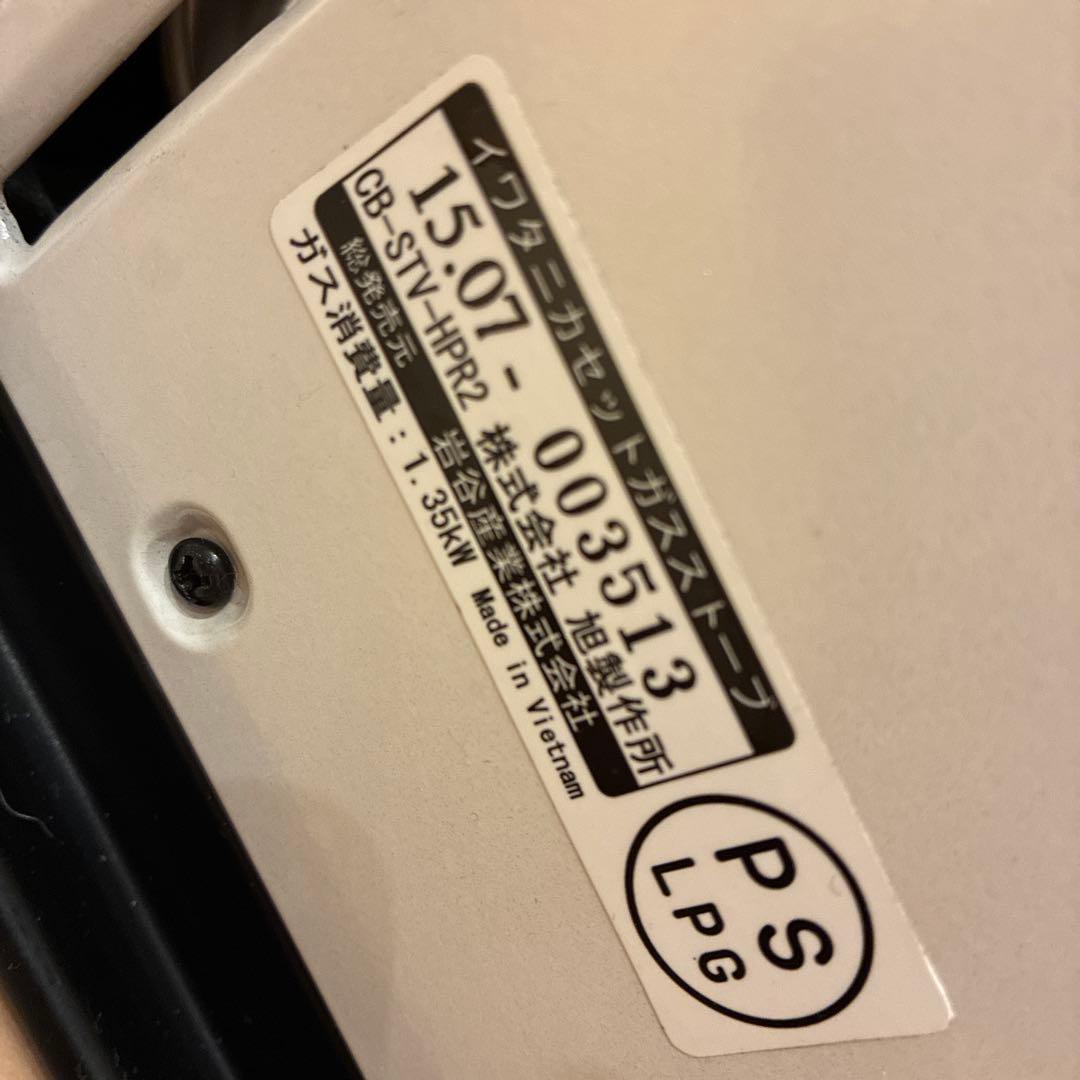 イワタニカセットガスストーブ
15.07 - 003513
CB-STV-HPR2 株式会社 旭製作所
総発売元 岩谷産業株式会社
ガス消費量：1.35kW Made in Vietnam
PS
LPG